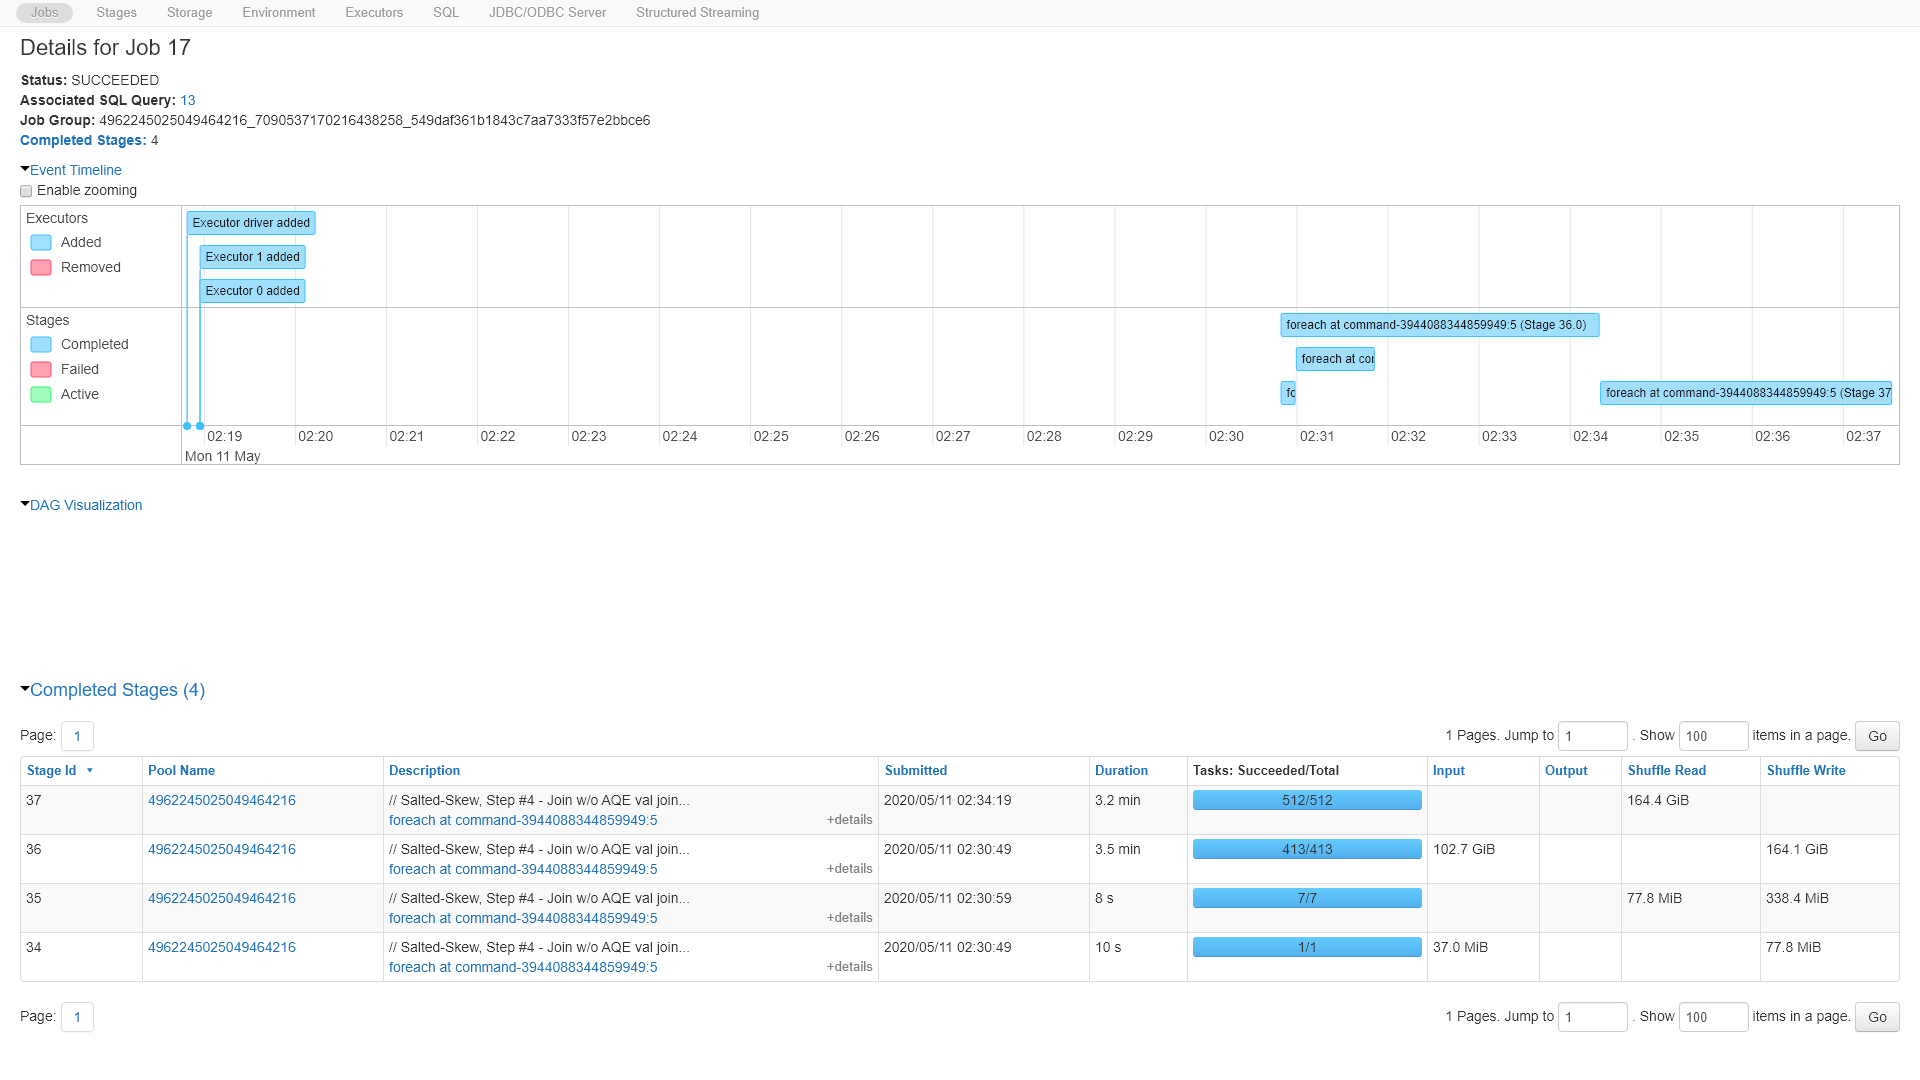 Jobs Stages Storage Environment Executors SQL JDBC/ODBC Server Structured Streaming
Details for Job 17
Status: SUCCEEDED
Associated SQL Query: 13
Job Group: 4962245025049464216_7090537170216438258_549daf361b1843c7aa7333f57e2bbce6
Completed Stages: 4
Event Timeline
Enable zooming
Executors
Added
Removed
Executor driver added
Executor 1 added
Executor 0 added
Stages
Completed
Failed
Active
foreach at command-3944088344859949:5 (Stage 36.0)
foreach at cor
fc
foreach at command-3944088344859949:5 (Stage 37
02:19 02:20 02:21 02:22 02:23 02:24 02:25 02:26 02:27 02:28 02:29 02:30 02:31 02:32 02:33 02:34 02:35 02:36 02:37
Mon 11 May
DAG Visualization
Completed Stages (4)
Page: 1 1 Pages. Jump to 1 . Show 100 items in a page. Go
Stage Id Pool Name Description Submitted Duration Tasks: Succeeded/Total Input Output Shuffle Read Shuffle Write
37 4962245025049464216 // Salted-Skew, Step #4 - Join w/o AQE val join... 2020/05/11 02:34:19 3.2 min 512/512 164.4 GiB
foreach at command-3944088344859949:5 +details
36 4962245025049464216 // Salted-Skew, Step #4 - Join w/o AQE val join... 2020/05/11 02:30:49 3.5 min 413/413 102.7 GiB 164.1 GiB
foreach at command-3944088344859949:5 +details
35 4962245025049464216 // Salted-Skew, Step #4 - Join w/o AQE val join... 2020/05/11 02:30:59 8 s 7/7 77.8 MiB 338.4 MiB
foreach at command-3944088344859949:5 +details
34 4962245025049464216 // Salted-Skew, Step #4 - Join w/o AQE val join... 2020/05/11 02:30:49 10 s 1/1 37.0 MiB 77.8 MiB
foreach at command-3944088344859949:5 +details
Page: 1 1 Pages. Jump to 1 . Show 100 items in a page. Go